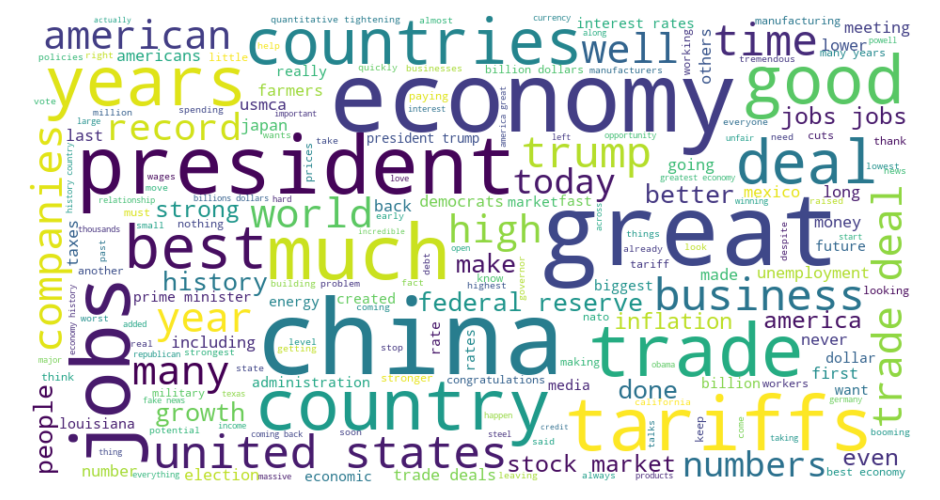 actually
quantitative tightening
almost
currency
interest rates
manufacturing
american
countries
well
time
meeting
policies
right
americans
little
along
working
others
lower
powell
help
quickly
businesses
really
billion dollars
manufacturers
tremendous
many years
years
economy
good
vote
spending
usmca
farmers
important
paying
interest
america great
million
large
record
japan
wants
president trump
left
opportunity
everyone
jobs jobs
last
take
unfair
need
cuts
thank
companies
history country
president
prices
trump
going
deal
lowest
news
wages
love
today
greatest economy
better
winning
raised
move
relationship
billions dollars
hard
democrats
market
fast
mexico
long
must
strong
world
back
early
across
great
money
taxes
thousands
small
nothing
incredible
things
despite
start
past
best
much
open
high
already
look
future
another
building
problem
debt
fact
make
know
governor
tariff
made
unemployment
trade deal
history
highest
biggest
prime minister
energy
created
coming
federal reserve
business
looking
worst
economy history
added
year
nato
jobs
real
including
level
china
stop
rate
rates
inflation
america
never
major
republican
strongest
getting
making
trade
obama
dollar
think
many
state
administration
stronger
congratulations
media
done
billion
workers
first
people
military
texas
country
california
want
germany
fake news
growth
potential
income
happen
tariffs
booming
louisiana
thing
coming back
soon
steel
credit
said
talks
keep
come
taking
united states
stock market
numbers
even
number
everything
election
massive
economic
trade deals
leaving
always
products
best economy